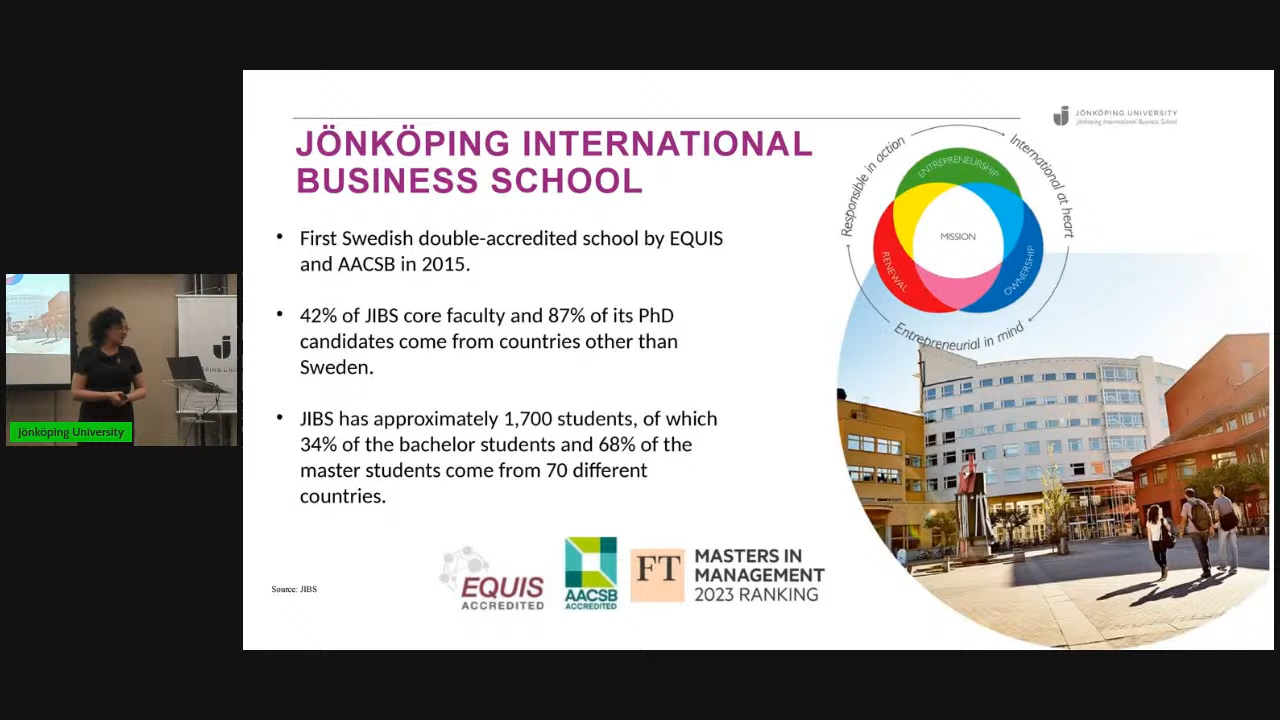 JÖNKÖPING UNIVERSITY
Jönköping International Business School
JÖNKÖPING INTERNATIONAL
BUSINESS SCHOOL
First Swedish double-accredited school by EQUIS
and AACSB in 2015.
42% of JIBS core faculty and 87% of its PhD
candidates come from countries other than
Sweden.
JIBS has approximately 1,700 students, of which
34% of the bachelor students and 68% of the
master students come from 70 different
countries.
Responsible in action
International at heart
Entrepreneurial in mind
ENTREPRENEURSHIP
MISSION
RENEWAL
OWNERSHIP
Jönköping University
Source: JIBS
EQUIS
ACCREDITED
AACSB
ACCREDITED
FT
MASTERS IN
MANAGEMENT
2023 RANKING